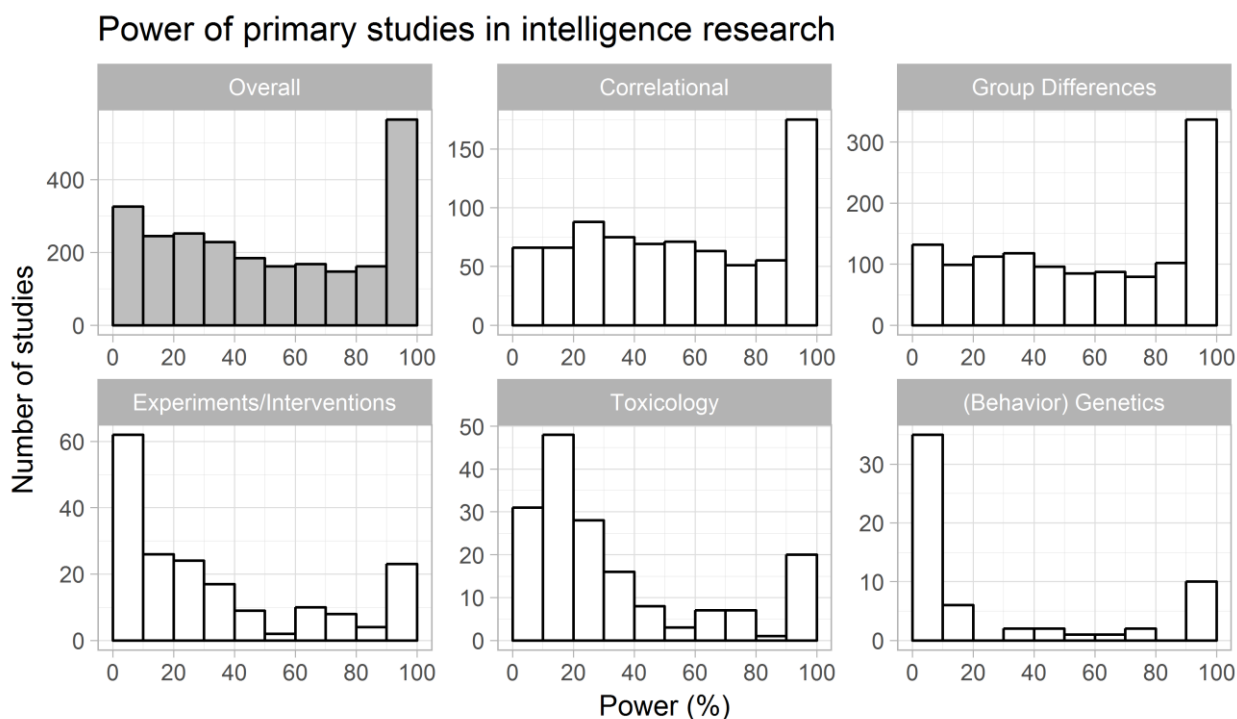 Power of primary studies in intelligence research
Overall
Correlational
Group Differences
400
200
0
0 20 40 60 80 100
150
100
50
0
0 20 40 60 80 100
300
200
100
0
0 20 40 60 80 100
Number of studies
Experiments/Interventions
Toxicology
(Behavior) Genetics
60
40
20
0
0 20 40 60 80 100
50
40
30
20
10
0
0 20 40 60 80 100
30
20
10
0
0 20 40 60 80 100
Power (%)